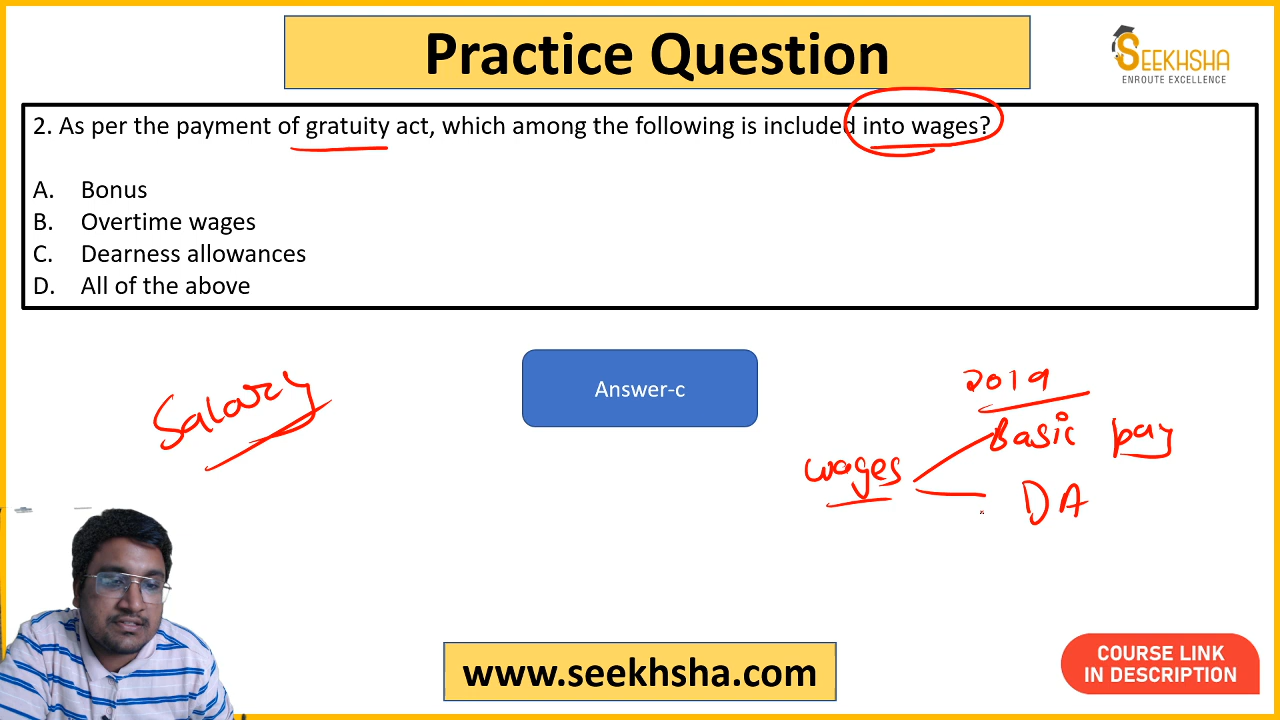 Practice Question
SEEKHSHA
ENROUTE EXCELLENCE
2. As per the payment of gratuity act, which among the following is included into wages?
A. Bonus
B. Overtime wages
C. Dearness allowances
D. All of the above
Salary
Answer-c
2019
Basic pay
wages
DA
www.seekhsha.com
COURSE LINK
IN DESCRIPTION